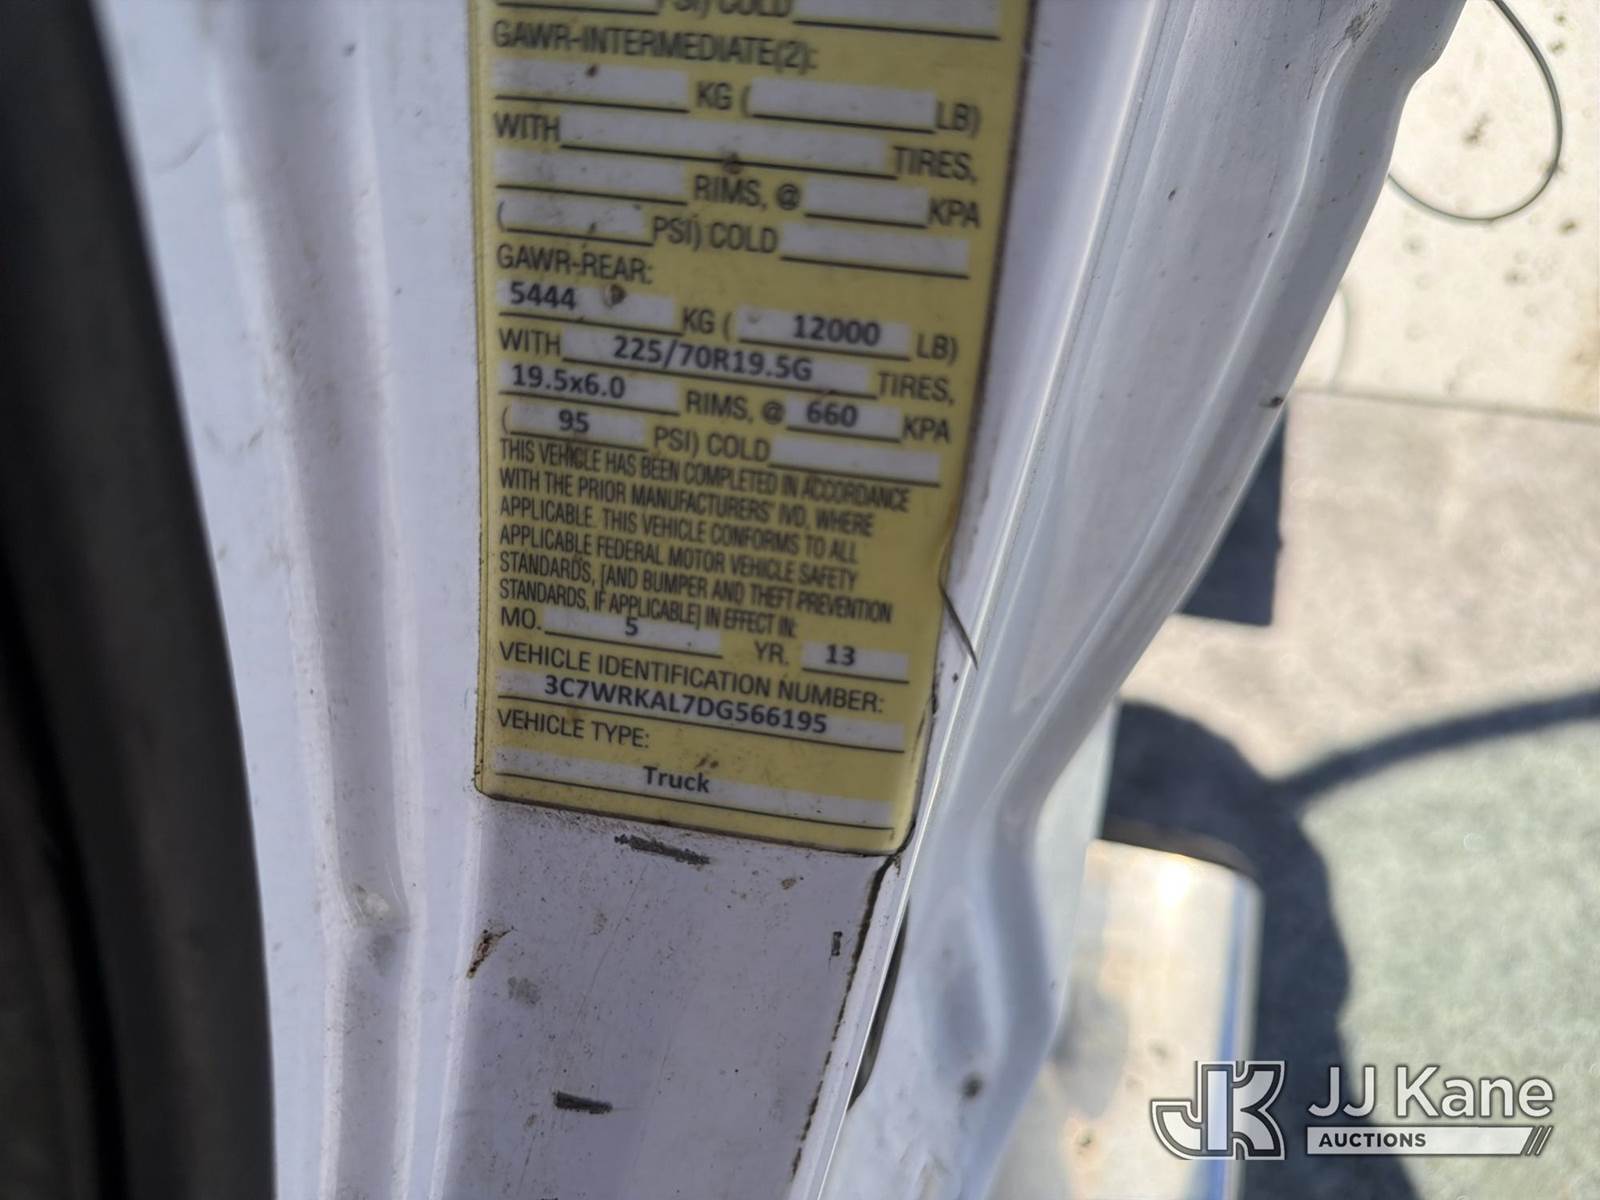 PSI) COLD
GAWR-INTERMEDIATE(2):
KG ( LB)
WITH TIRES,
RIMS, @ KPA
( PSI) COLD
GAWR-REAR:
5444 KG ( 12000 LB)
WITH 225/70R19.5G TIRES,
19.5x6.0 RIMS, @ 660 KPA
( 95 PSI) COLD
THIS VEHICLE HAS BEEN COMPLETED IN ACCORDANCE
WITH THE PRIOR MANUFACTURERS' IVD, WHERE
APPLICABLE. THIS VEHICLE CONFORMS TO ALL
APPLICABLE FEDERAL MOTOR VEHICLE SAFETY
STANDARDS, [AND BUMPER AND THEFT PREVENTION
STANDARDS, IF APPLICABLE] IN EFFECT IN:
MO. 5 YR. 13
VEHICLE IDENTIFICATION NUMBER:
3C7WRKAL7DG566195
VEHICLE TYPE:
Truck
JK JJ Kane
AUCTIONS